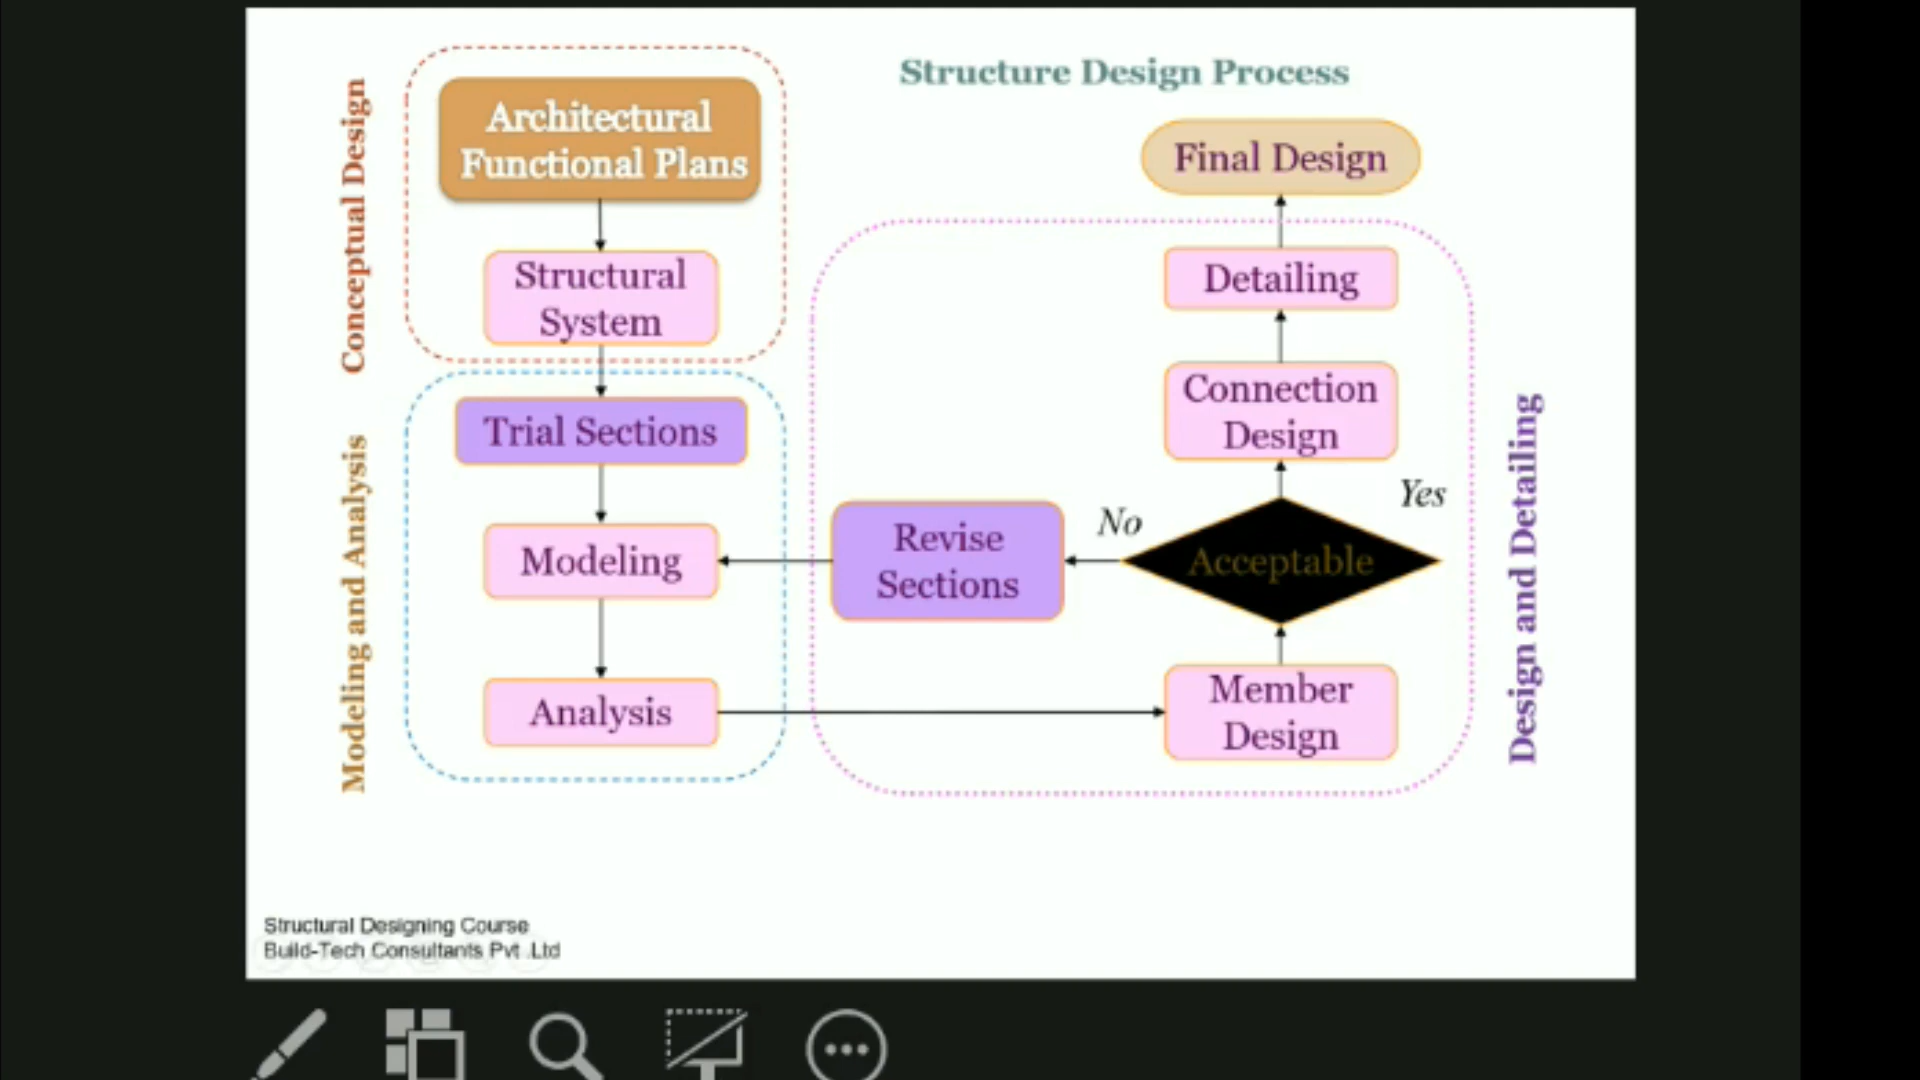 Structure Design Process
Conceptual Design
Architectural
Functional Plans
Structural
System
Modeling and Analysis
Trial Sections
Modeling
Analysis
Final Design
Detailing
Connection
Design
Yes
No
Acceptable
Revise
Sections
Member
Design
Design and Detailing
Structural Designing Course
Build-Tech Consultants Pvt .Ltd